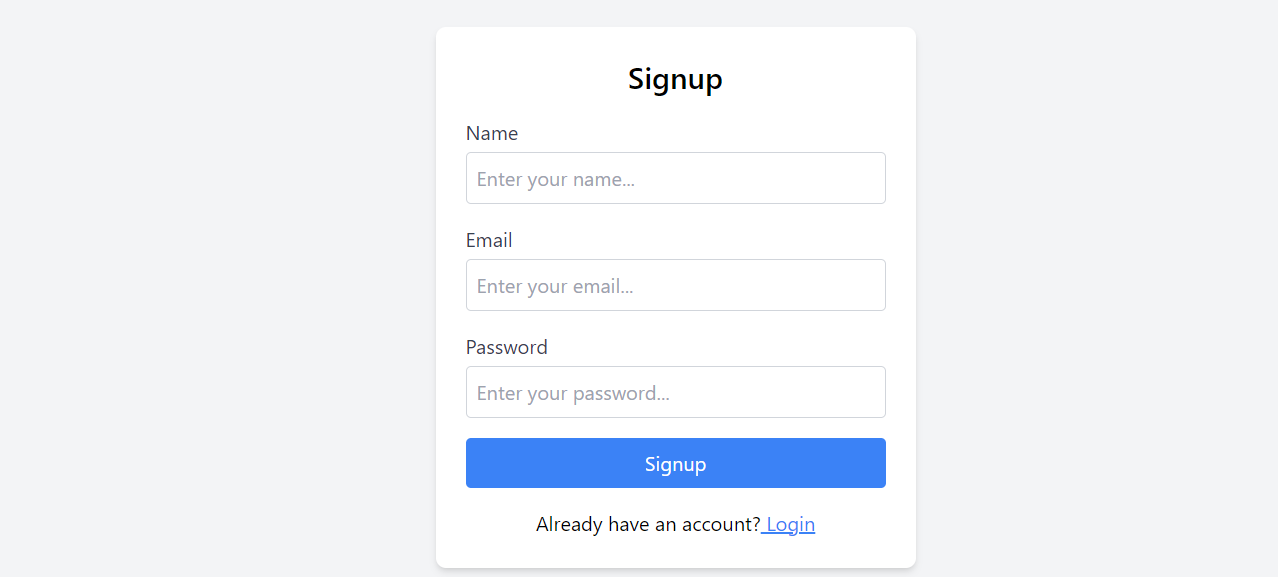 Signup
Name
Enter your name...
Email
Enter your email...
Password
Enter your password...
Signup
Already have an account? Login